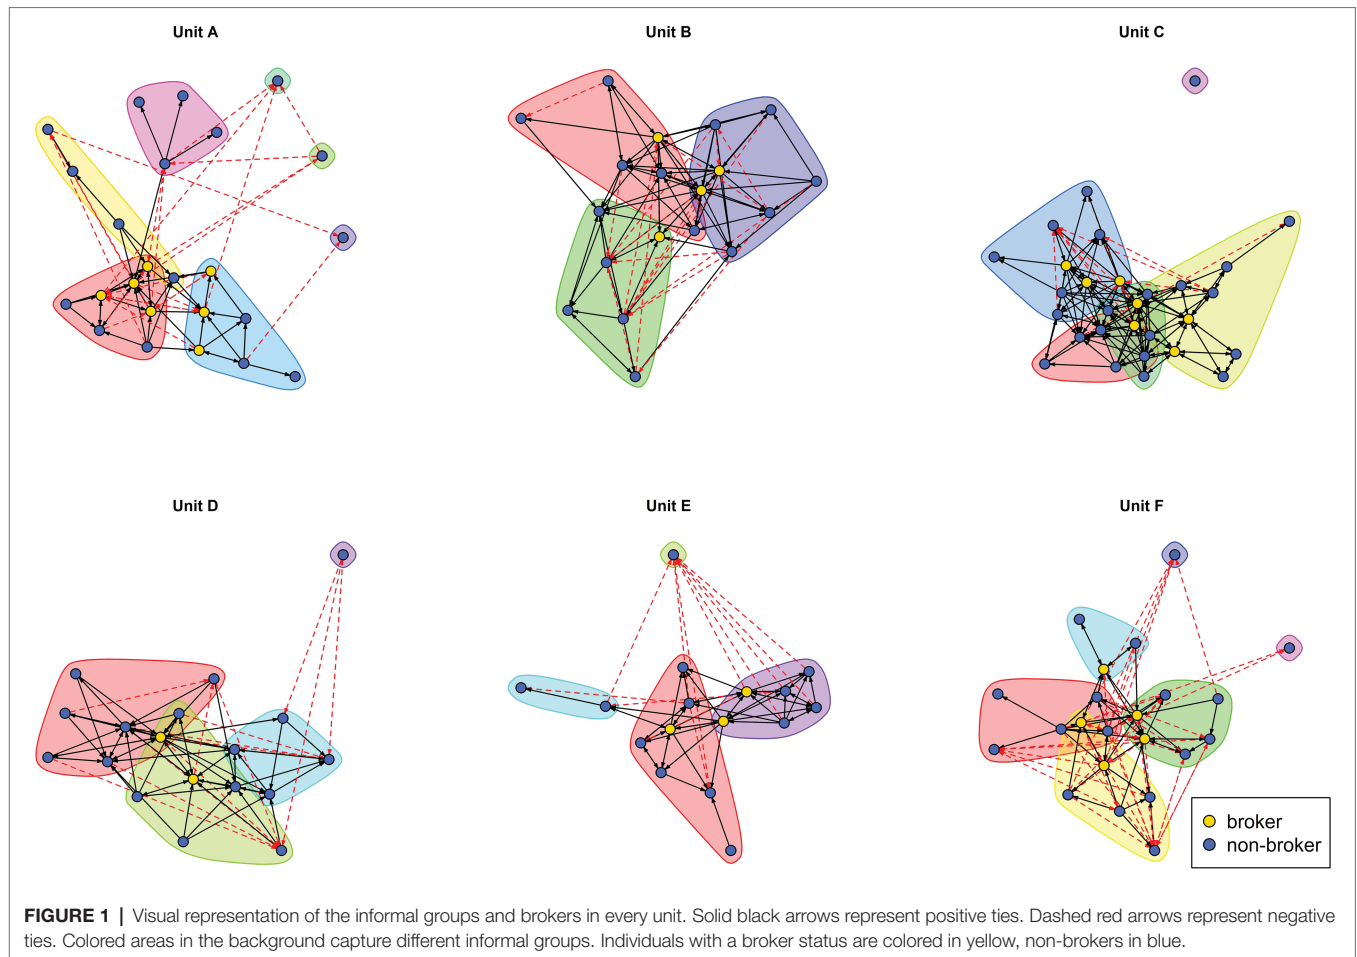 Unit A
Unit B
Unit C
Unit D
Unit E
Unit F
broker
non-broker
FIGURE 1 | Visual representation of the informal groups and brokers in every unit. Solid black arrows represent positive ties. Dashed red arrows represent negative
ties. Colored areas in the background capture different informal groups. Individuals with a broker status are colored in yellow, non-brokers in blue.